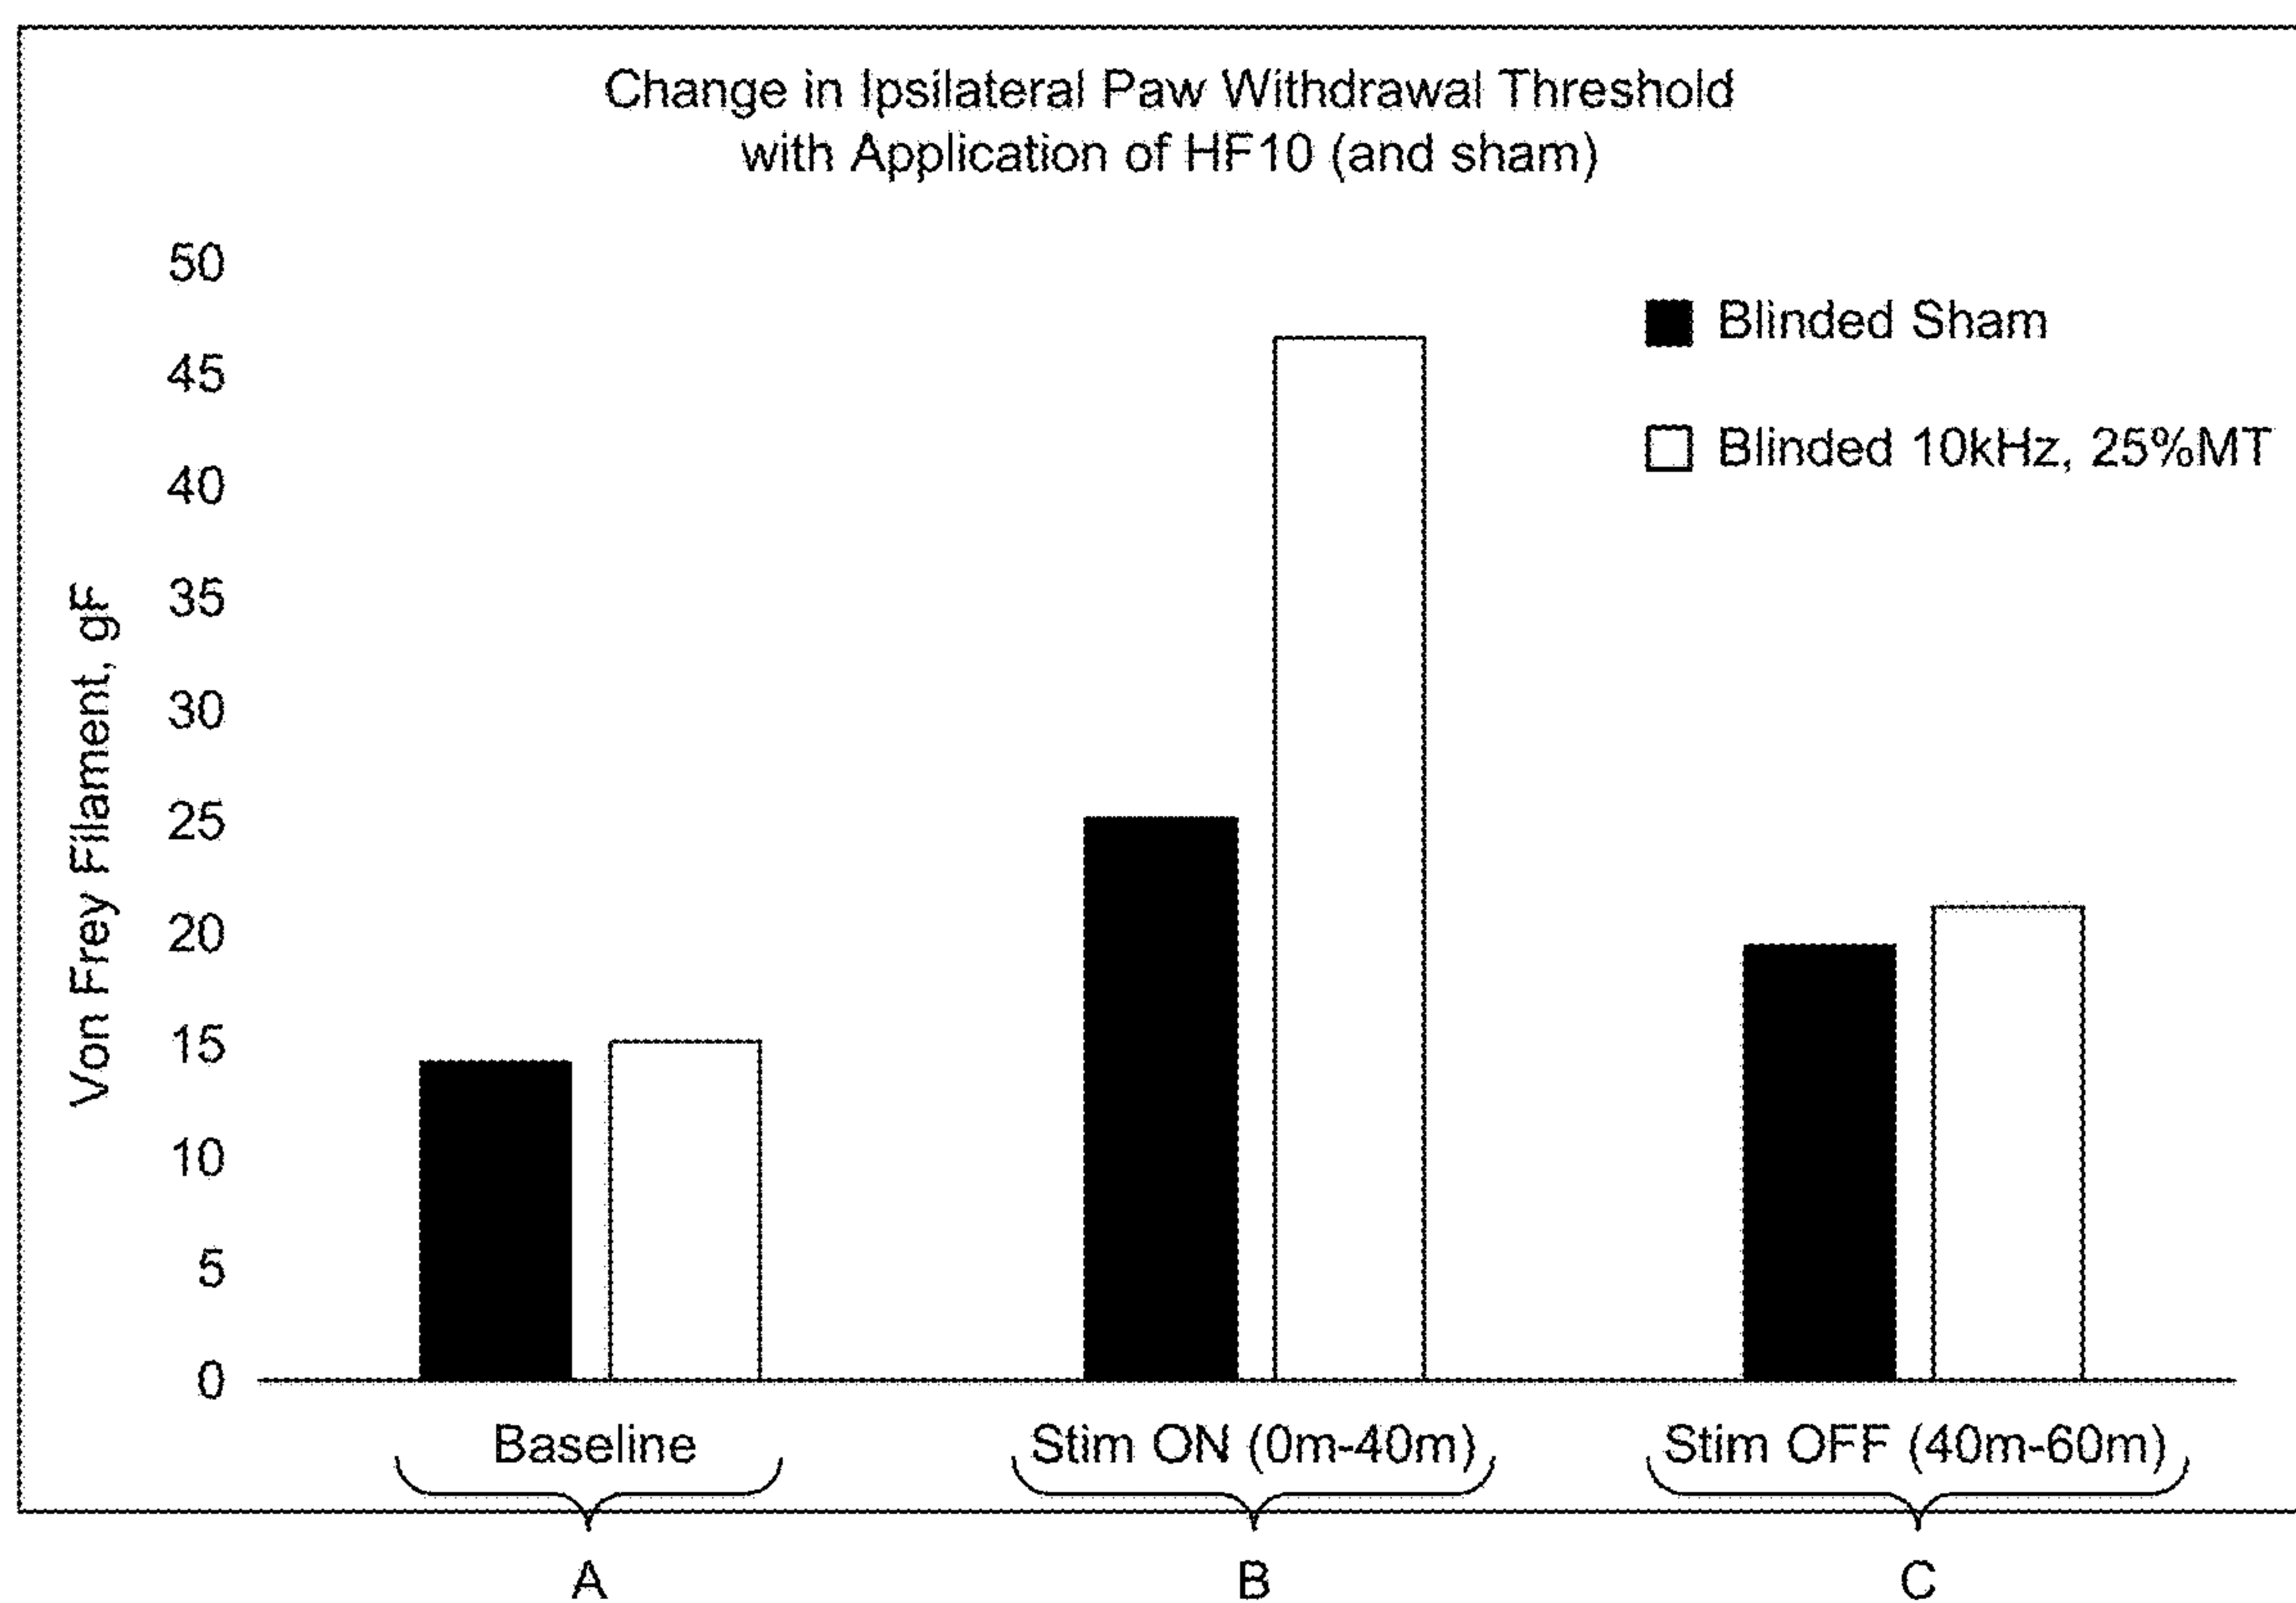 Change in Ipsilateral Paw Withdrawal Threshold
with Application of HF10 (and sham)
50
45
40
35
30
25
20
15
10
5
0
Von Frey Filament, gF
Blinded Sham
Blinded 10kHz, 25%MT
Baseline
Stim ON (0m-40m)
Stim OFF (40m-60m)
A
B
C